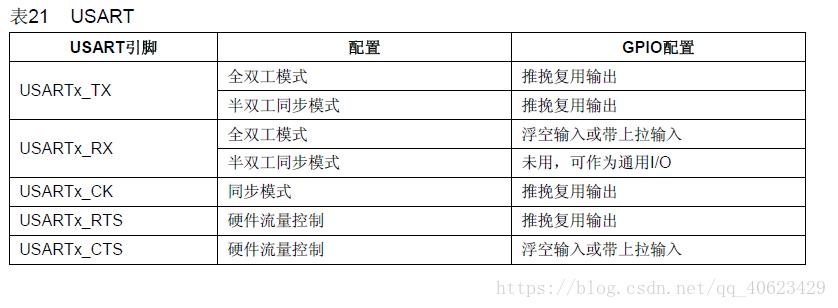 表21 USART
USART引脚 配置 GPIO配置
USARTx_TX 全双工模式 推挽复用输出
半双工同步模式 推挽复用输出
USARTx_RX 全双工模式 浮空输入或带上拉输入
半双工同步模式 未用，可作为通用I/O
USARTx_CK 同步模式 推挽复用输出
USARTx_RTS 硬件流量控制 推挽复用输出
USARTx_CTS 硬件流量控制 浮空输入或带上拉输入
https://blog.csdn.net/qq_40623429